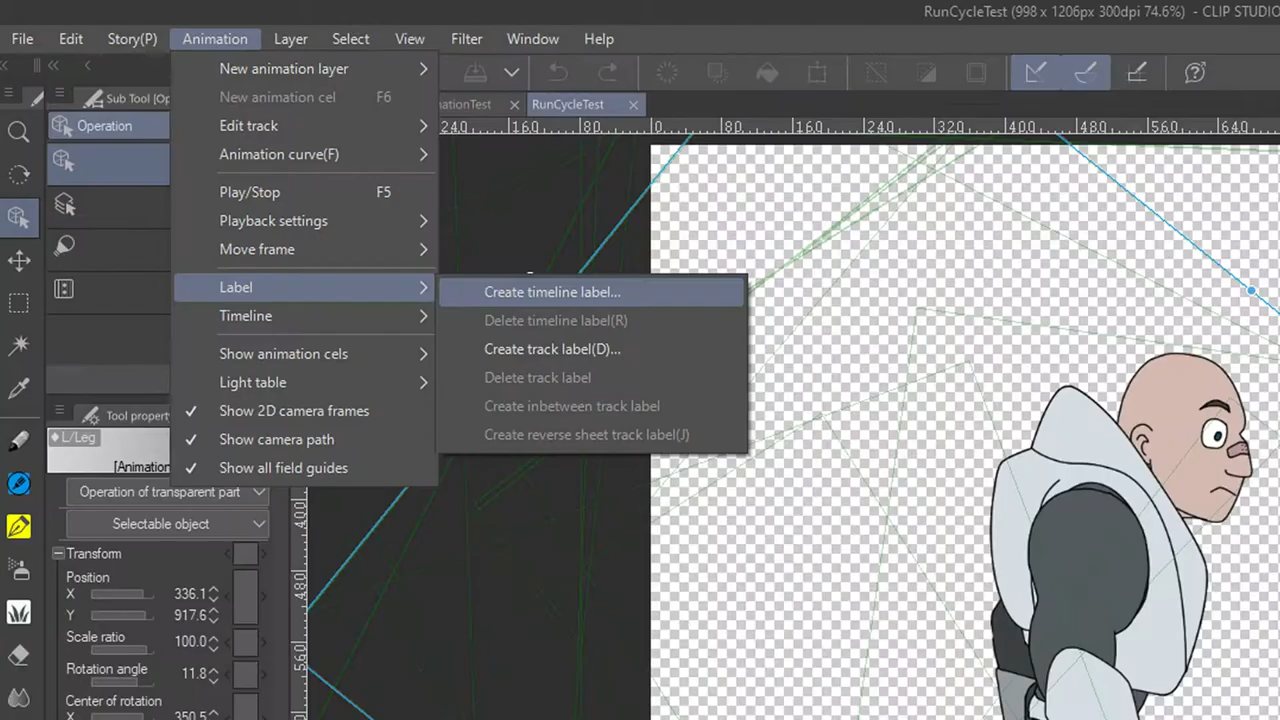 RunCycleTest (998 x 1206px 300dpi 74.6%) - CLIP STUDIO
File Edit Story(P) Animation Layer Select View Filter Window Help
Sub Tool [Op
Operation
New animation layer
New animation cel F6
Edit track
Animation curve(F)
Play/Stop F5
Playback settings
Move frame
Label
Timeline
Show animation cels
Light table
Show 2D camera frames
Show camera path
Show all field guides
Create timeline label...
Delete timeline label(R)
Create track label(D)...
Delete track label
Create inbetween track label
Create reverse sheet track label(J)
ationTest RunCycleTest
240 160 80 0 80 160 240 320 400 480 560 640
Tool property
L/Leg
[Animation
Operation of transparent part
Selectable object
Transform
Position
X 336.1
Y 917.6
Scale ratio
100.0
Rotation angle
11.8
Center of rotation
X 350.5
400
480
560